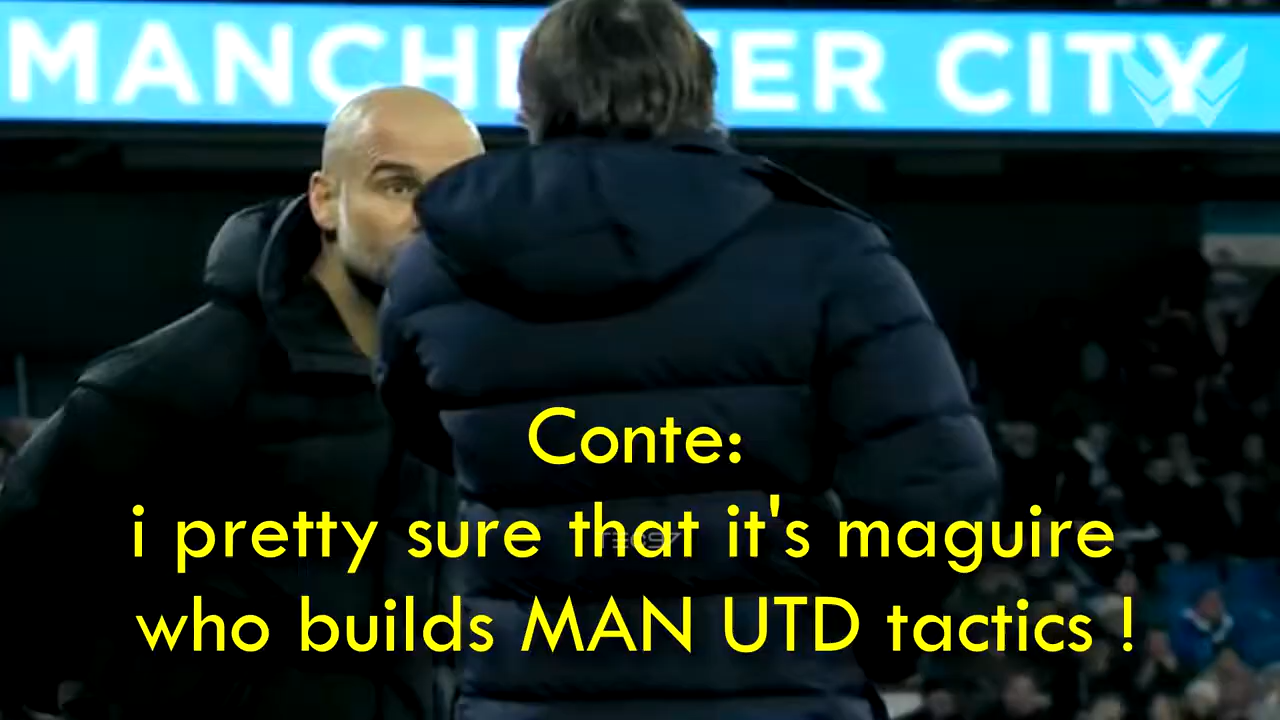 MANCHESTER CITY
Conte:
i pretty sure that it's maguire
who builds MAN UTD tactics !